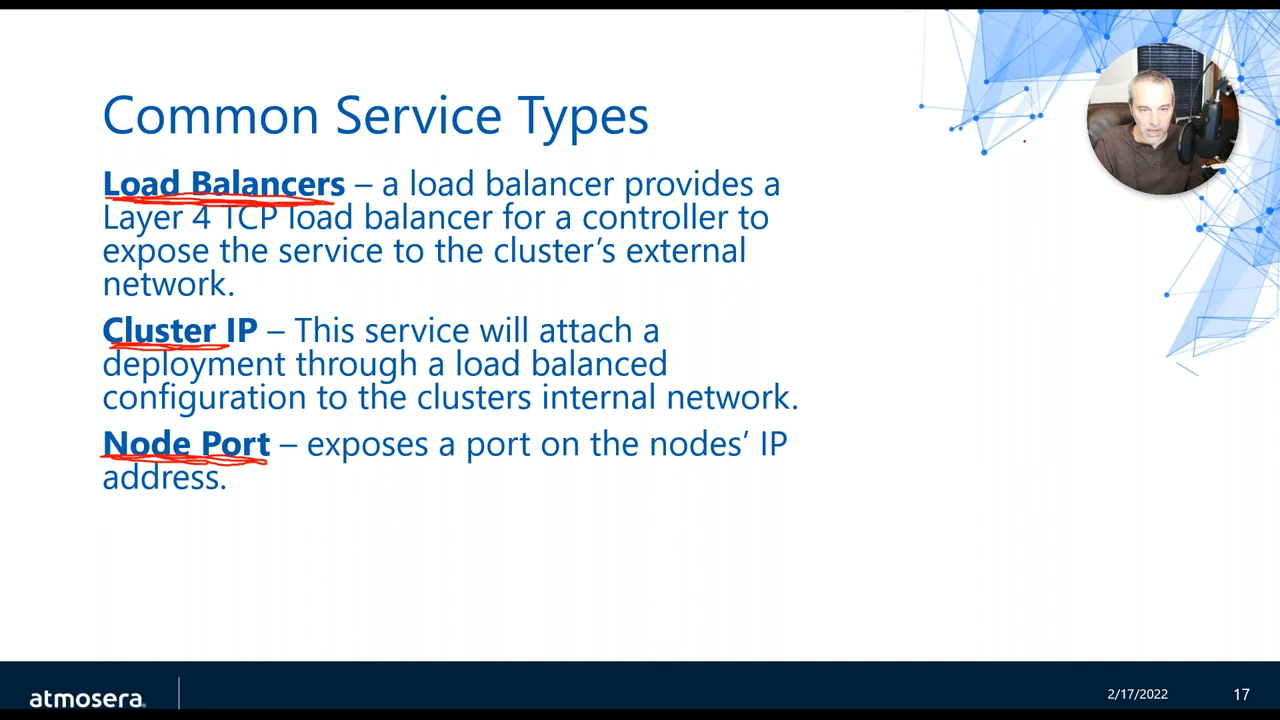 Common Service Types
Load Balancers – a load balancer provides a
Layer 4 TCP load balancer for a controller to
expose the service to the cluster’s external
network.
Cluster IP – This service will attach a
deployment through a load balanced
configuration to the clusters internal network.
Node Port – exposes a port on the nodes’ IP
address.
atmosera
2/17/2022
17